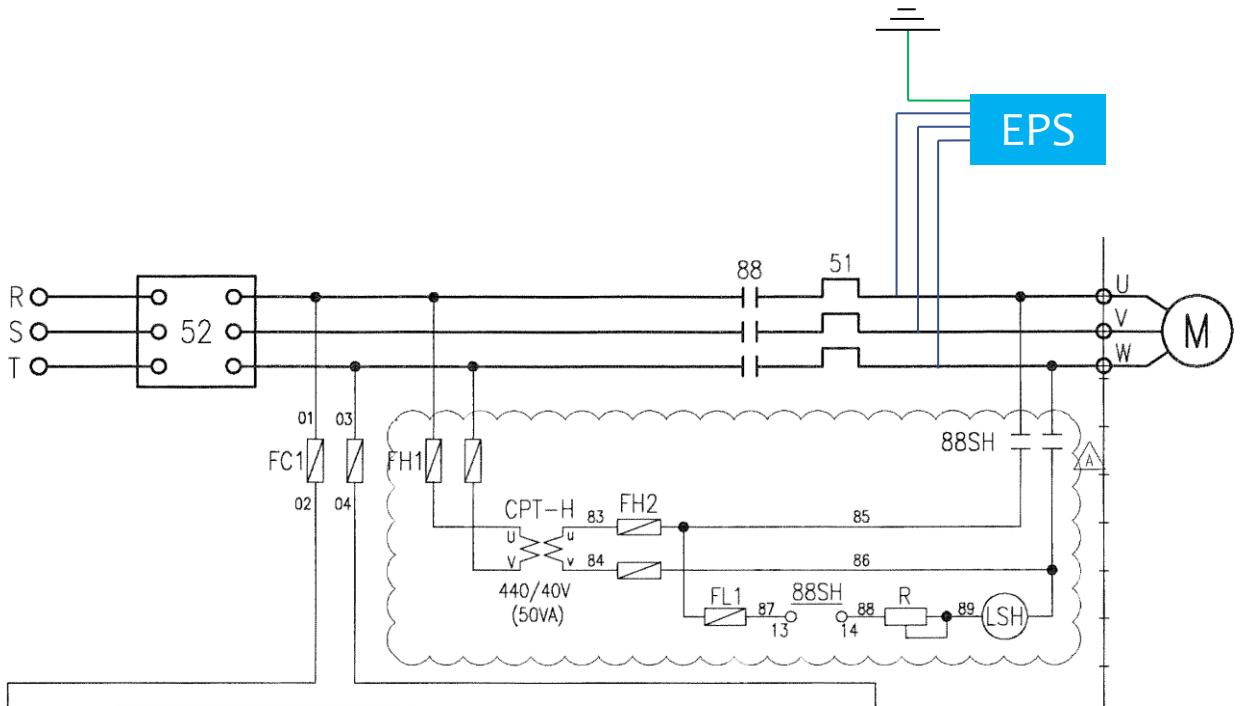 EPS
88
51
U
R
S
52
V
M
T
W
01
03
FC1
FH1
88SH
A
02
04
CPT-H
83
FH2
85
U
u
V
v
84
86
440/40V
(50VA)
FL1
87
88SH
88
R
89
LSH
13
14